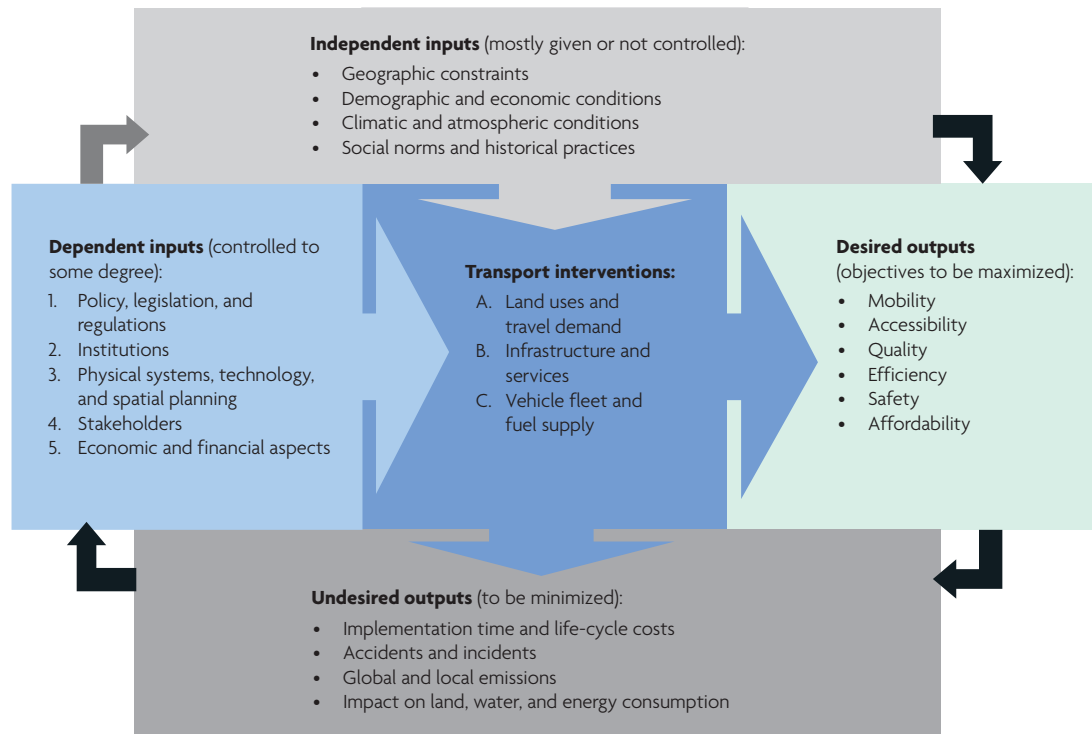 Independent inputs (mostly given or not controlled):
• Geographic constraints
• Demographic and economic conditions
• Climatic and atmospheric conditions
• Social norms and historical practices
Dependent inputs (controlled to
some degree):
1. Policy, legislation, and
regulations
2. Institutions
3. Physical systems, technology,
and spatial planning
4. Stakeholders
5. Economic and financial aspects
Transport interventions:
A. Land uses and
travel demand
B. Infrastructure and
services
C. Vehicle fleet and
fuel supply
Desired outputs
(objectives to be maximized):
• Mobility
• Accessibility
• Quality
• Efficiency
• Safety
• Affordability
Undesired outputs (to be minimized):
• Implementation time and life-cycle costs
• Accidents and incidents
• Global and local emissions
• Impact on land, water, and energy consumption